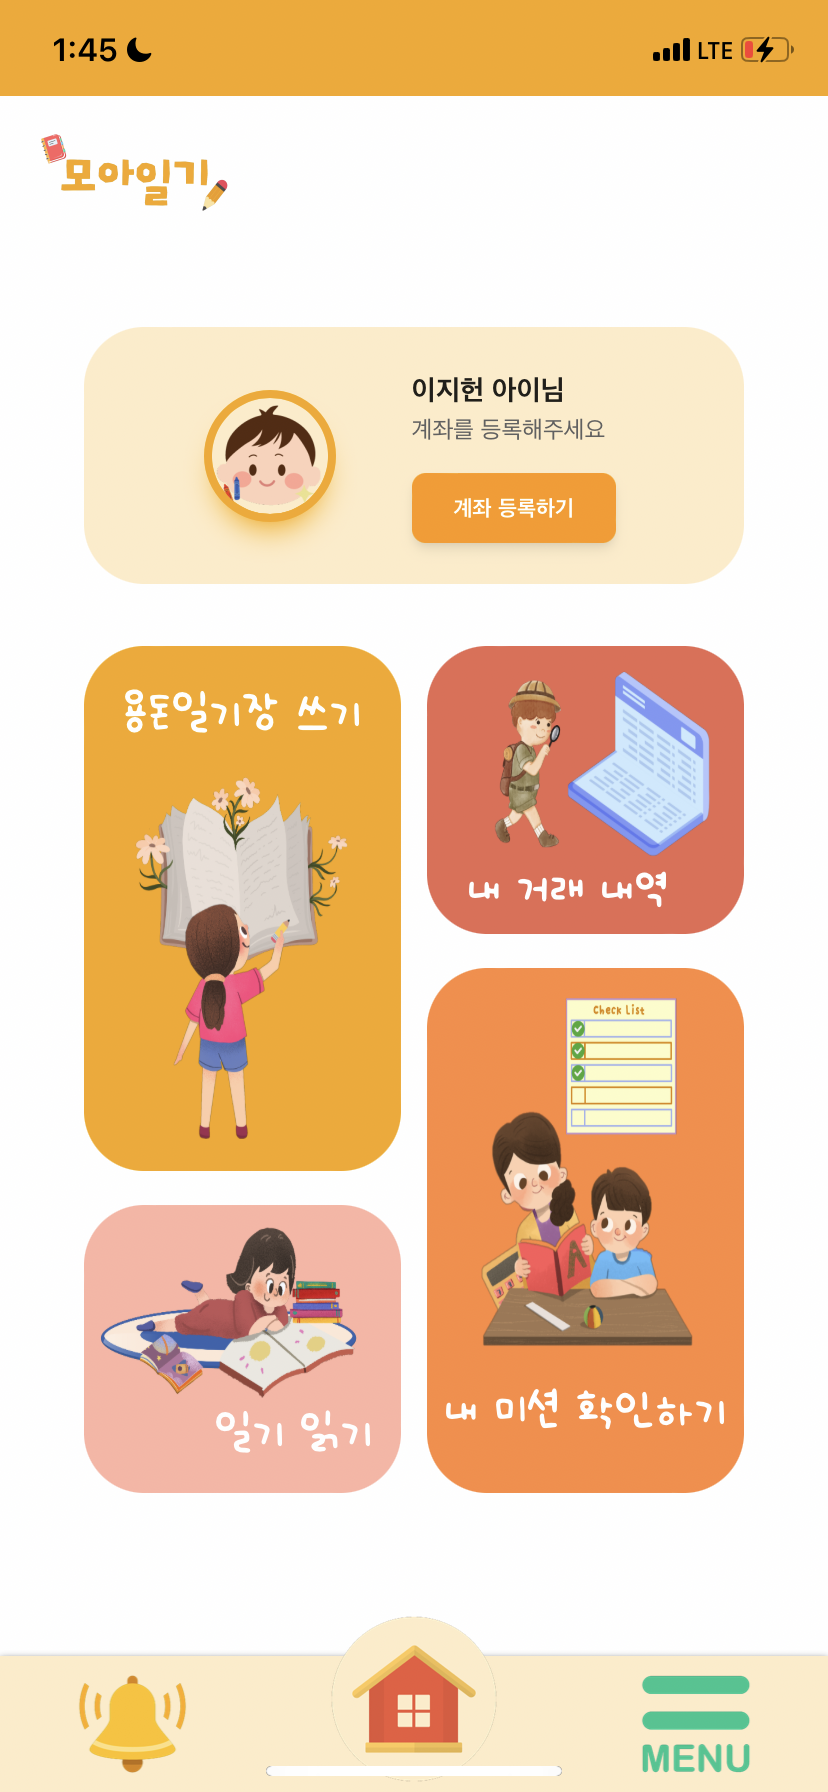 1:45
LTE
모아일기
이지헌 아이님
계좌를 등록해주세요
계좌 등록하기
용돈일기장 쓰기
내 거래 내역
Check List
A
내 미션 확인하기
일기 읽기
MENU